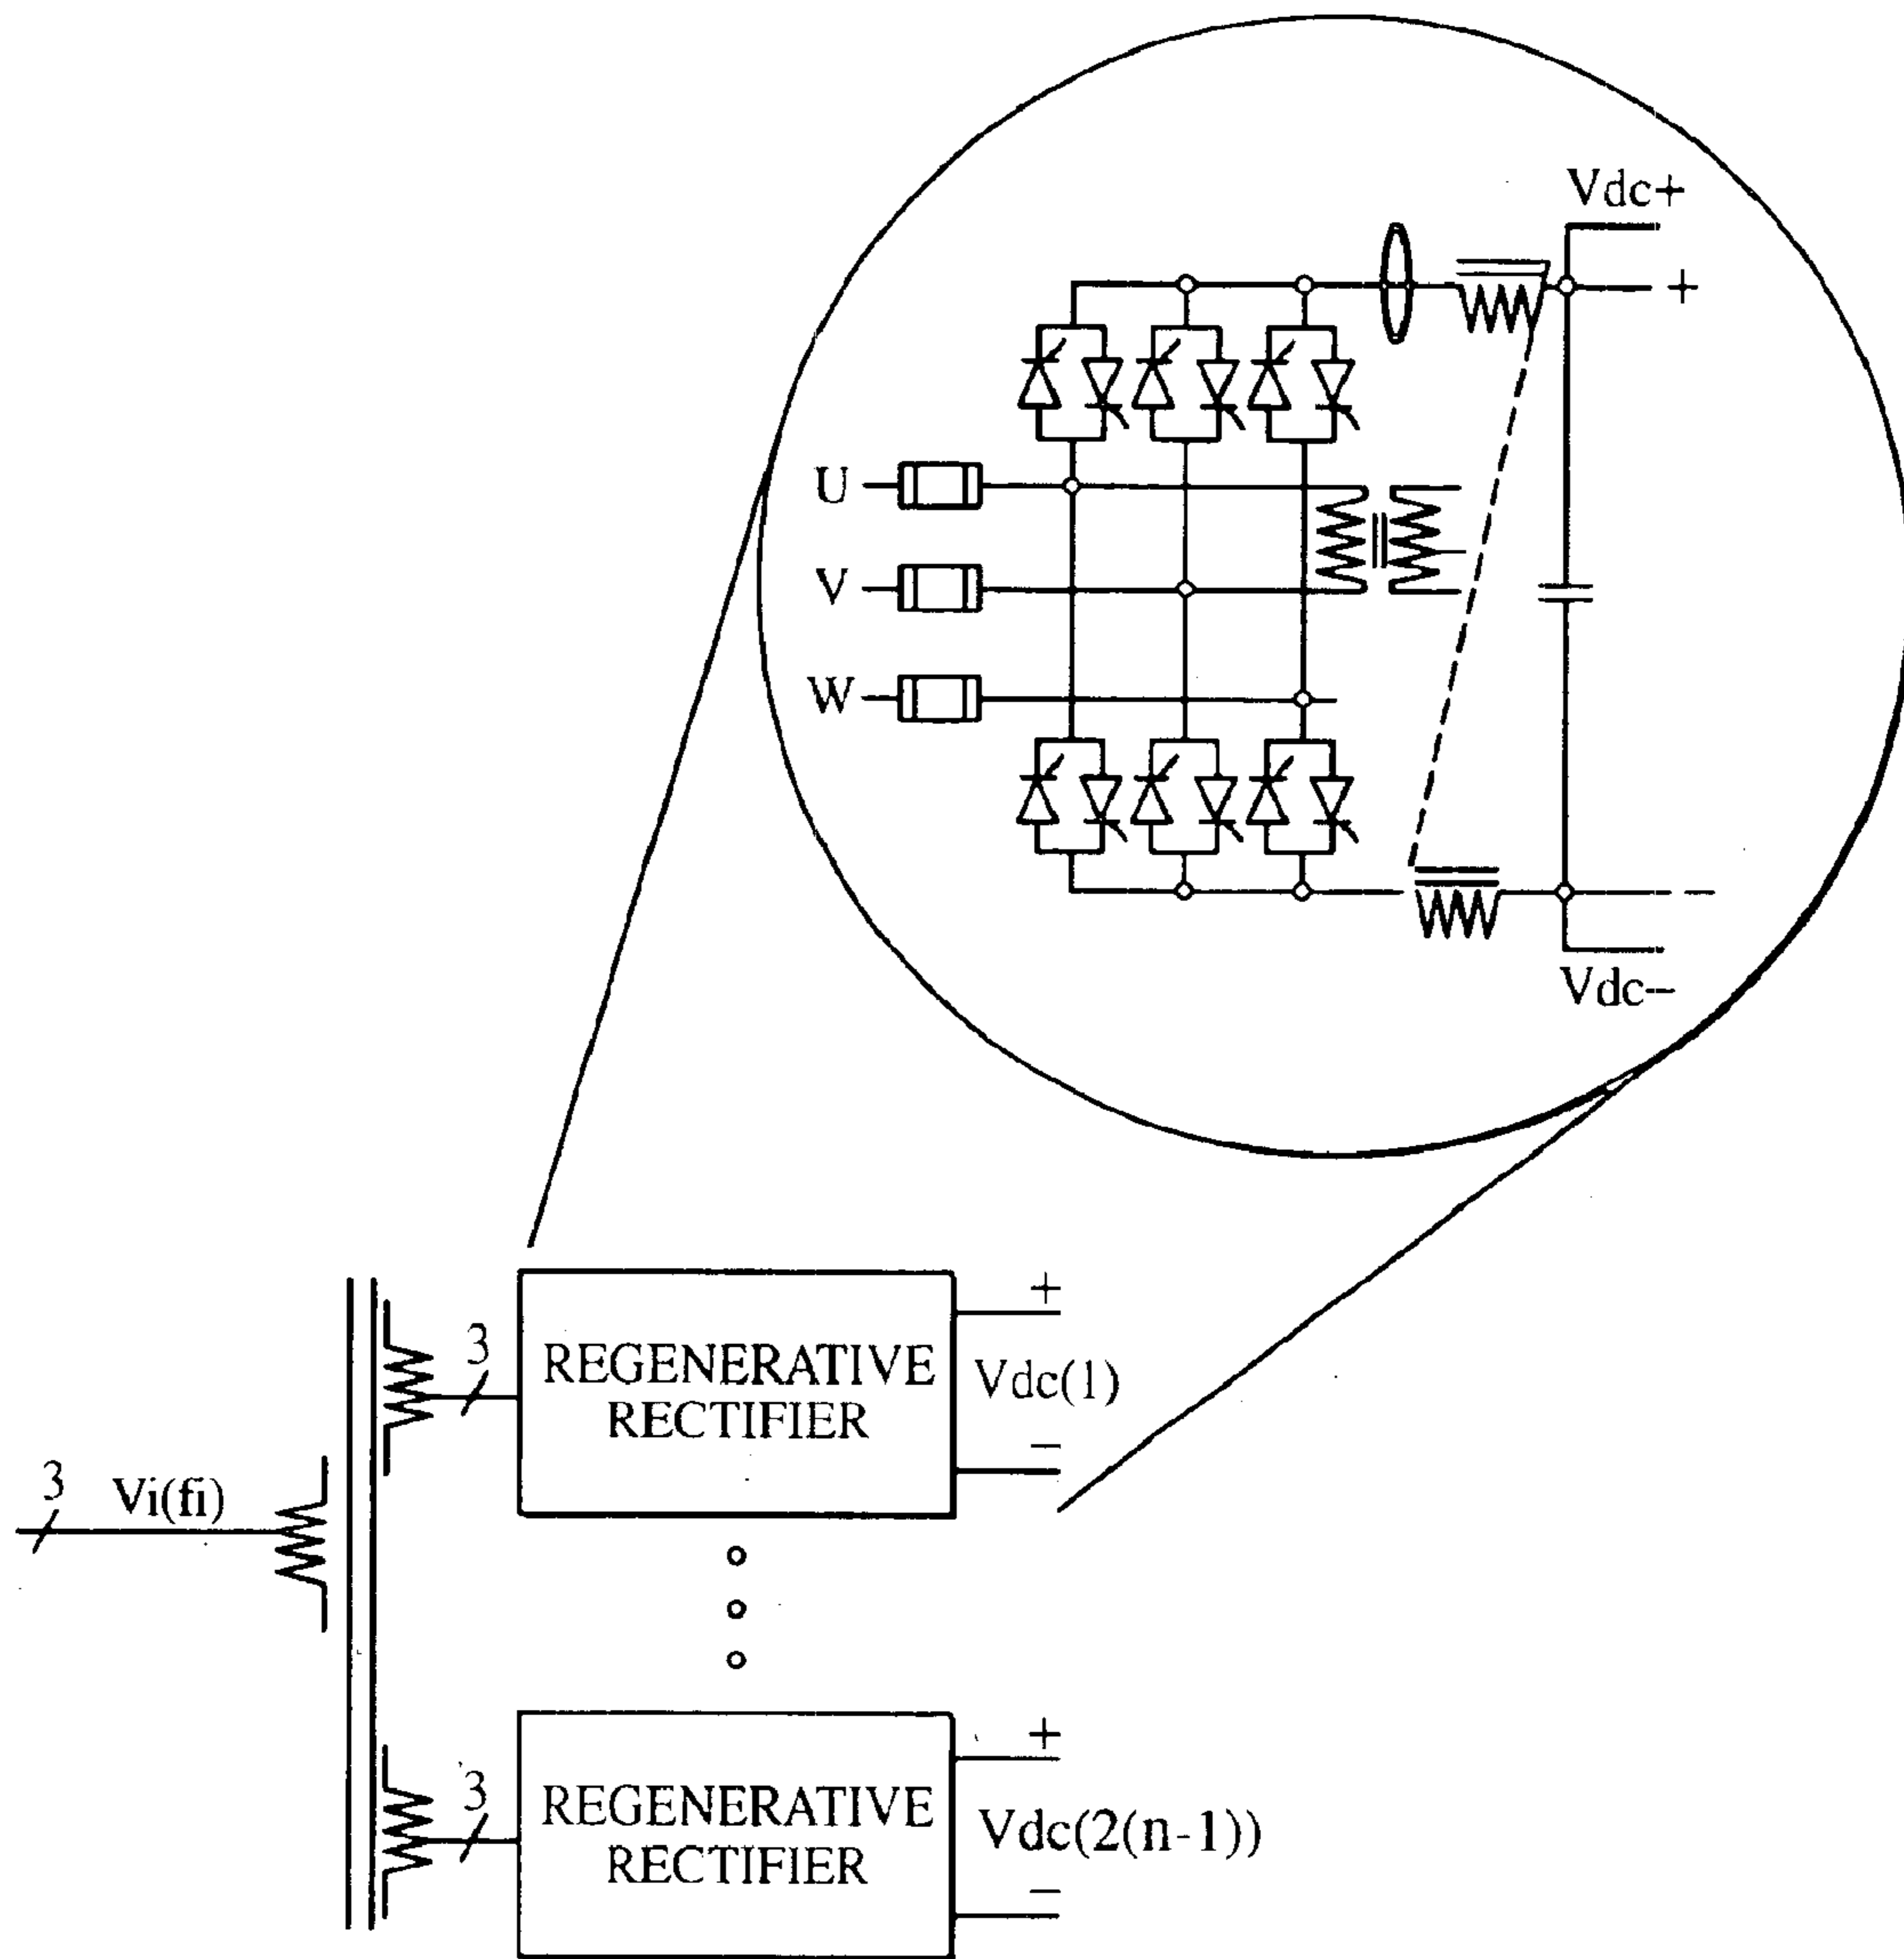 Vdc+
+
U
V
W
−
Vdc−
+
3
REGENERATIVE
RECTIFIER
Vdc(1)
−
3
Vi(fi)
+
3
REGENERATIVE
RECTIFIER
Vdc(2(n-1))
−